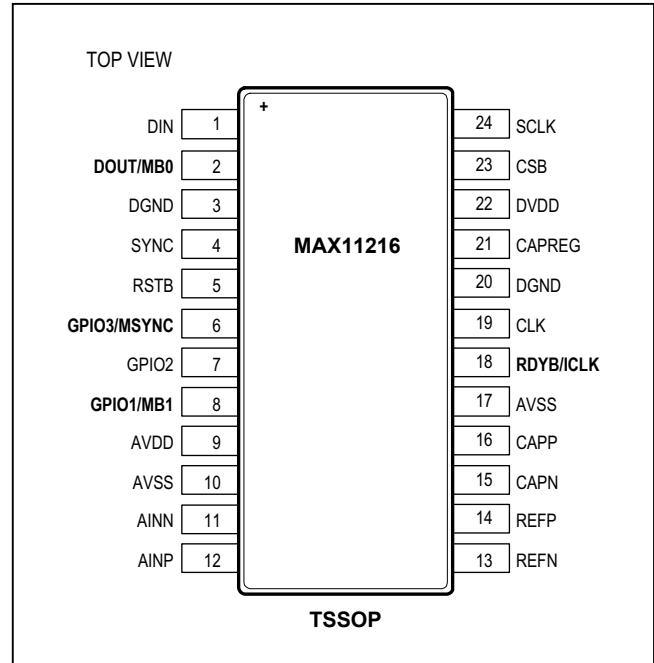 TOP VIEW
+
DIN 1 24 SCLK
DOUT/MB0 2 23 CSB
DGND 3 22 DVDD
SYNC 4 MAX11216 21 CAPREG
RSTB 5 20 DGND
GPIO3/MSYNC 6 19 CLK
GPIO2 7 18 RDYB/ICLK
GPIO1/MB1 8 17 AVSS
AVDD 9 16 CAPP
AVSS 10 15 CAPN
AINN 11 14 REFP
AINP 12 13 REFN
TSSOP